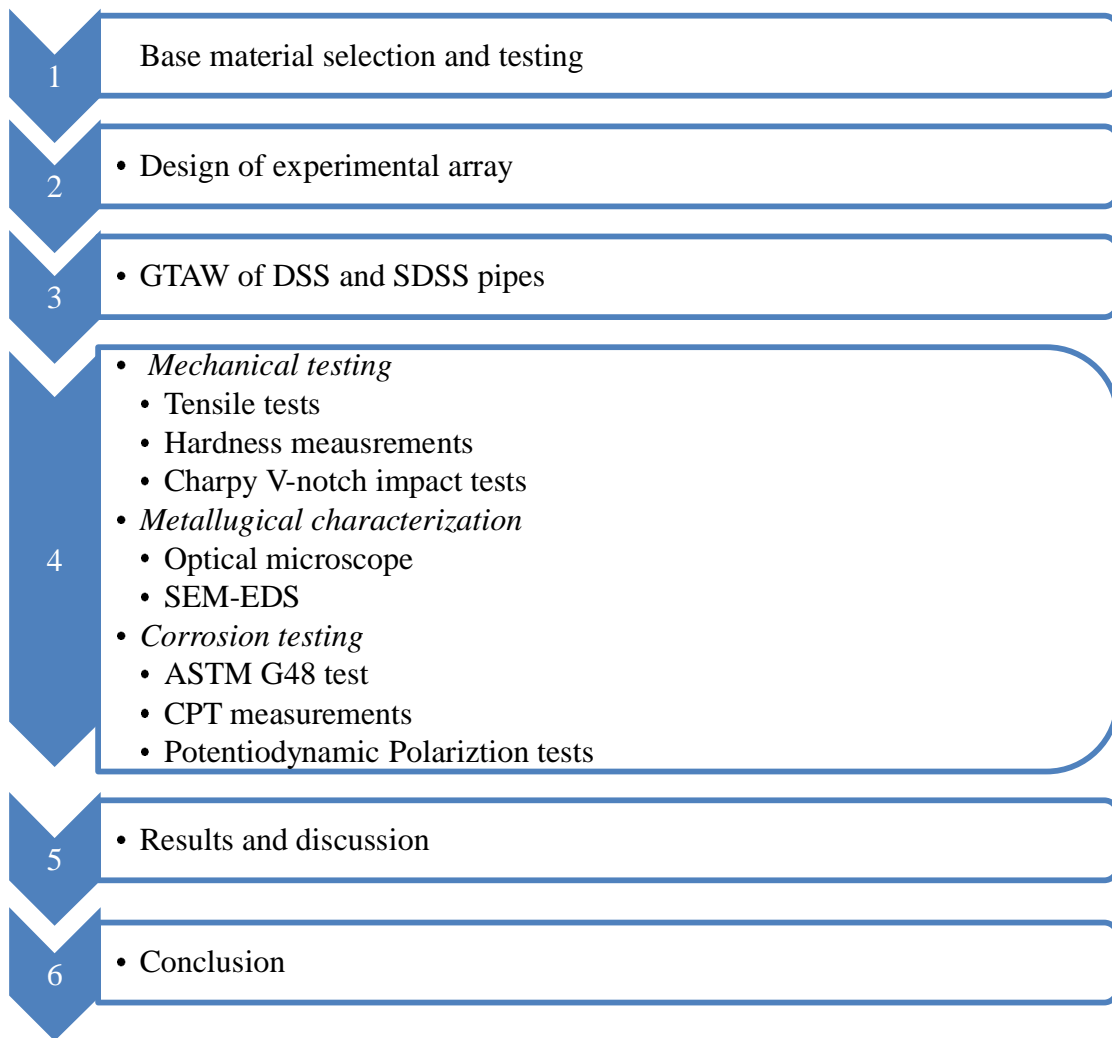 1
Base material selection and testing
2
• Design of experimental array
3
• GTAW of DSS and SDSS pipes
4
• Mechanical testing
• Tensile tests
• Hardness meausrements
• Charpy V-notch impact tests
• Metallugical characterization
• Optical microscope
• SEM-EDS
• Corrosion testing
• ASTM G48 test
• CPT measurements
• Potentiodynamic Polariztion tests
5
• Results and discussion
6
• Conclusion